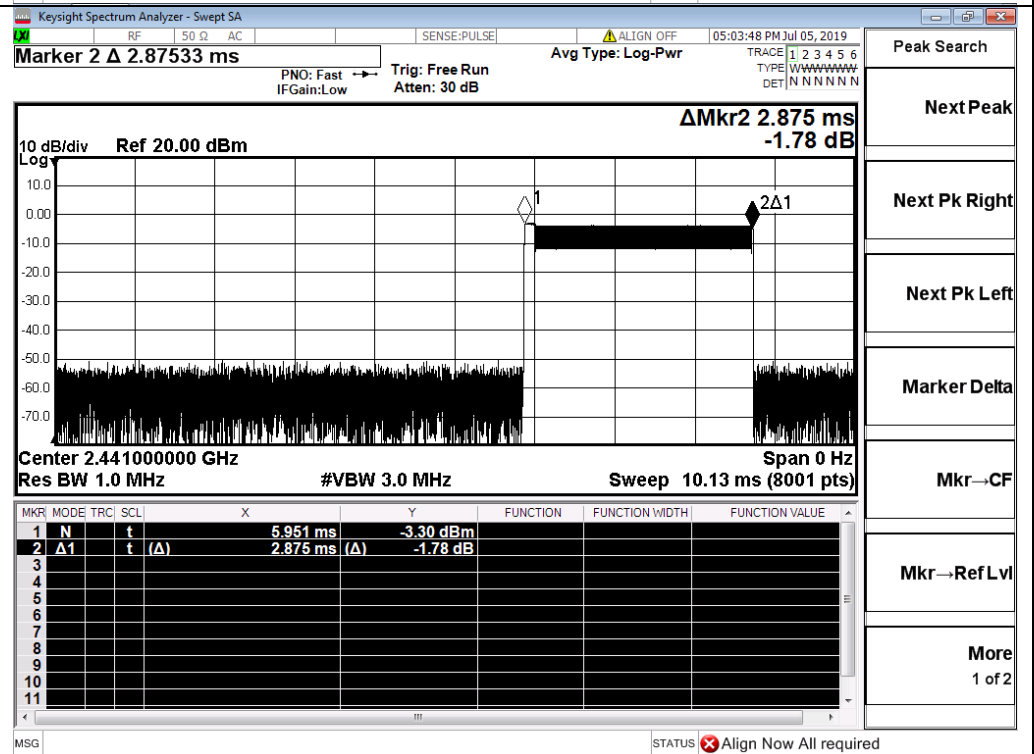 Keysight Spectrum Analyzer - Swept SA
LXI RF 50 Ω AC SENSE:PULSE ALIGN OFF 05:03:48 PM Jul 05, 2019
Marker 2 Δ 2.87533 ms
PNO: Fast
IFGain:Low
Trig: Free Run
Atten: 30 dB
Avg Type: Log-Pwr
TRACE 1 2 3 4 5 6
TYPE WWWWWW
DET N N N N N N
ΔMkr2 2.875 ms
-1.78 dB
10 dB/div Ref 20.00 dBm
Log
10.0
0.00
-10.0
-20.0
-30.0
-40.0
-50.0
-60.0
-70.0
1
2Δ1
Center 2.441000000 GHz Span 0 Hz
Res BW 1.0 MHz #VBW 3.0 MHz Sweep 10.13 ms (8001 pts)
MKR MODE TRC SCL X Y FUNCTION FUNCTION WIDTH FUNCTION VALUE
1 N t 5.951 ms -3.30 dBm
2 Δ1 t (Δ) 2.875 ms (Δ) -1.78 dB
3
4
5
6
7
8
9
10
11
MSG STATUS Align Now All required
Peak Search
Next Peak
Next Pk Right
Next Pk Left
Marker Delta
Mkr→CF
Mkr→Ref Lvl
More
1 of 2